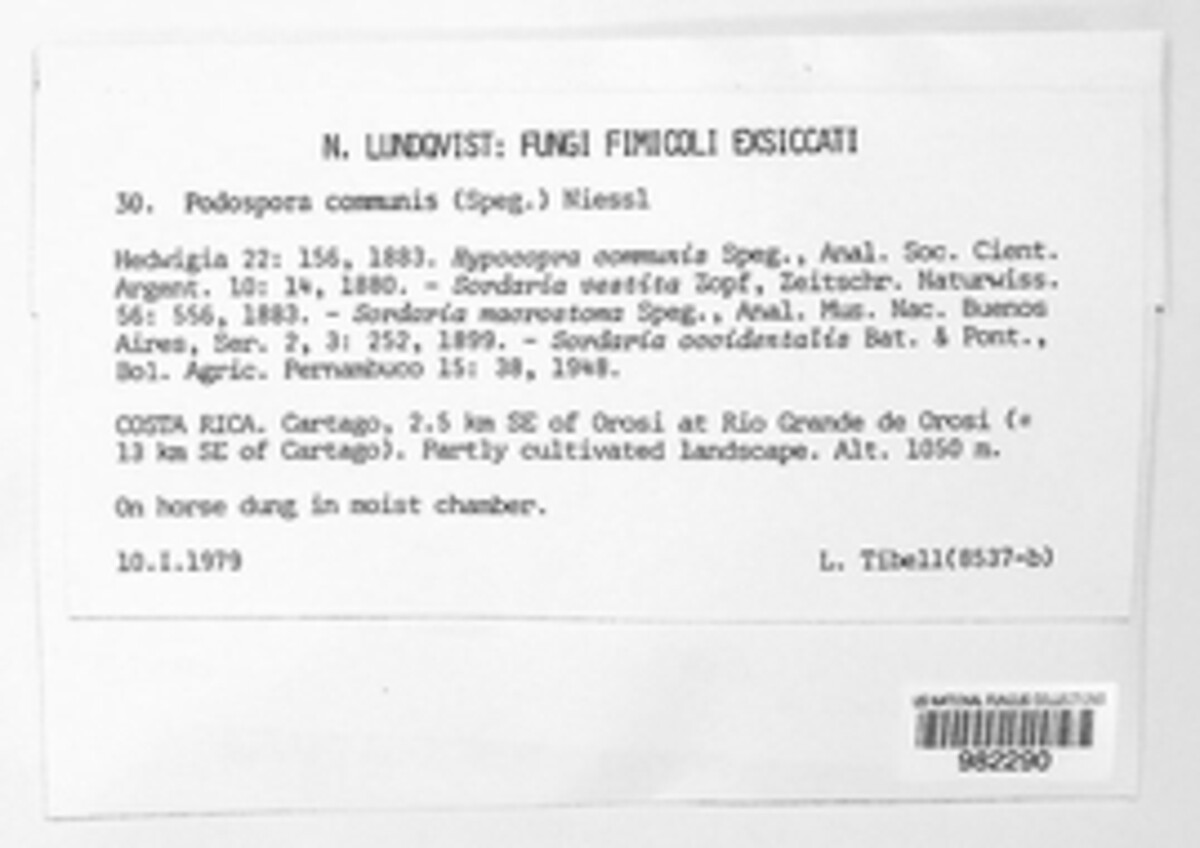 N. LUNDQVIST: FUNGI FIMICOLI EXSICCATI
30. Podospora communis (Speg.) Niessl
Hedwigia 22: 156, 1883. Hypocopra communis Speg., Anal. Soc. Cient.
Argent. 10: 14, 1880. - Sordaria vestita Zopf, Zeitschr. Naturwiss.
56: 556, 1883. - Sordaria macrostoma Speg., Anal. Mus. Nac. Buenos
Aires, Ser. 2, 3: 252, 1899. - Sordaria occidentalis Bat. & Pont.,
Bol. Agric. Pernambuco 15: 38, 1948.
COSTA RICA. Cartago, 2.5 km SE of Orosi at Rio Grande de Orosi (=
13 km SE of Cartago). Partly cultivated landscape. Alt. 1050 m.
On horse dung in moist chamber.
10.I.1979
L. Tibell(8537-b)
US NATIONAL FUNGUS COLLECTIONS
982290